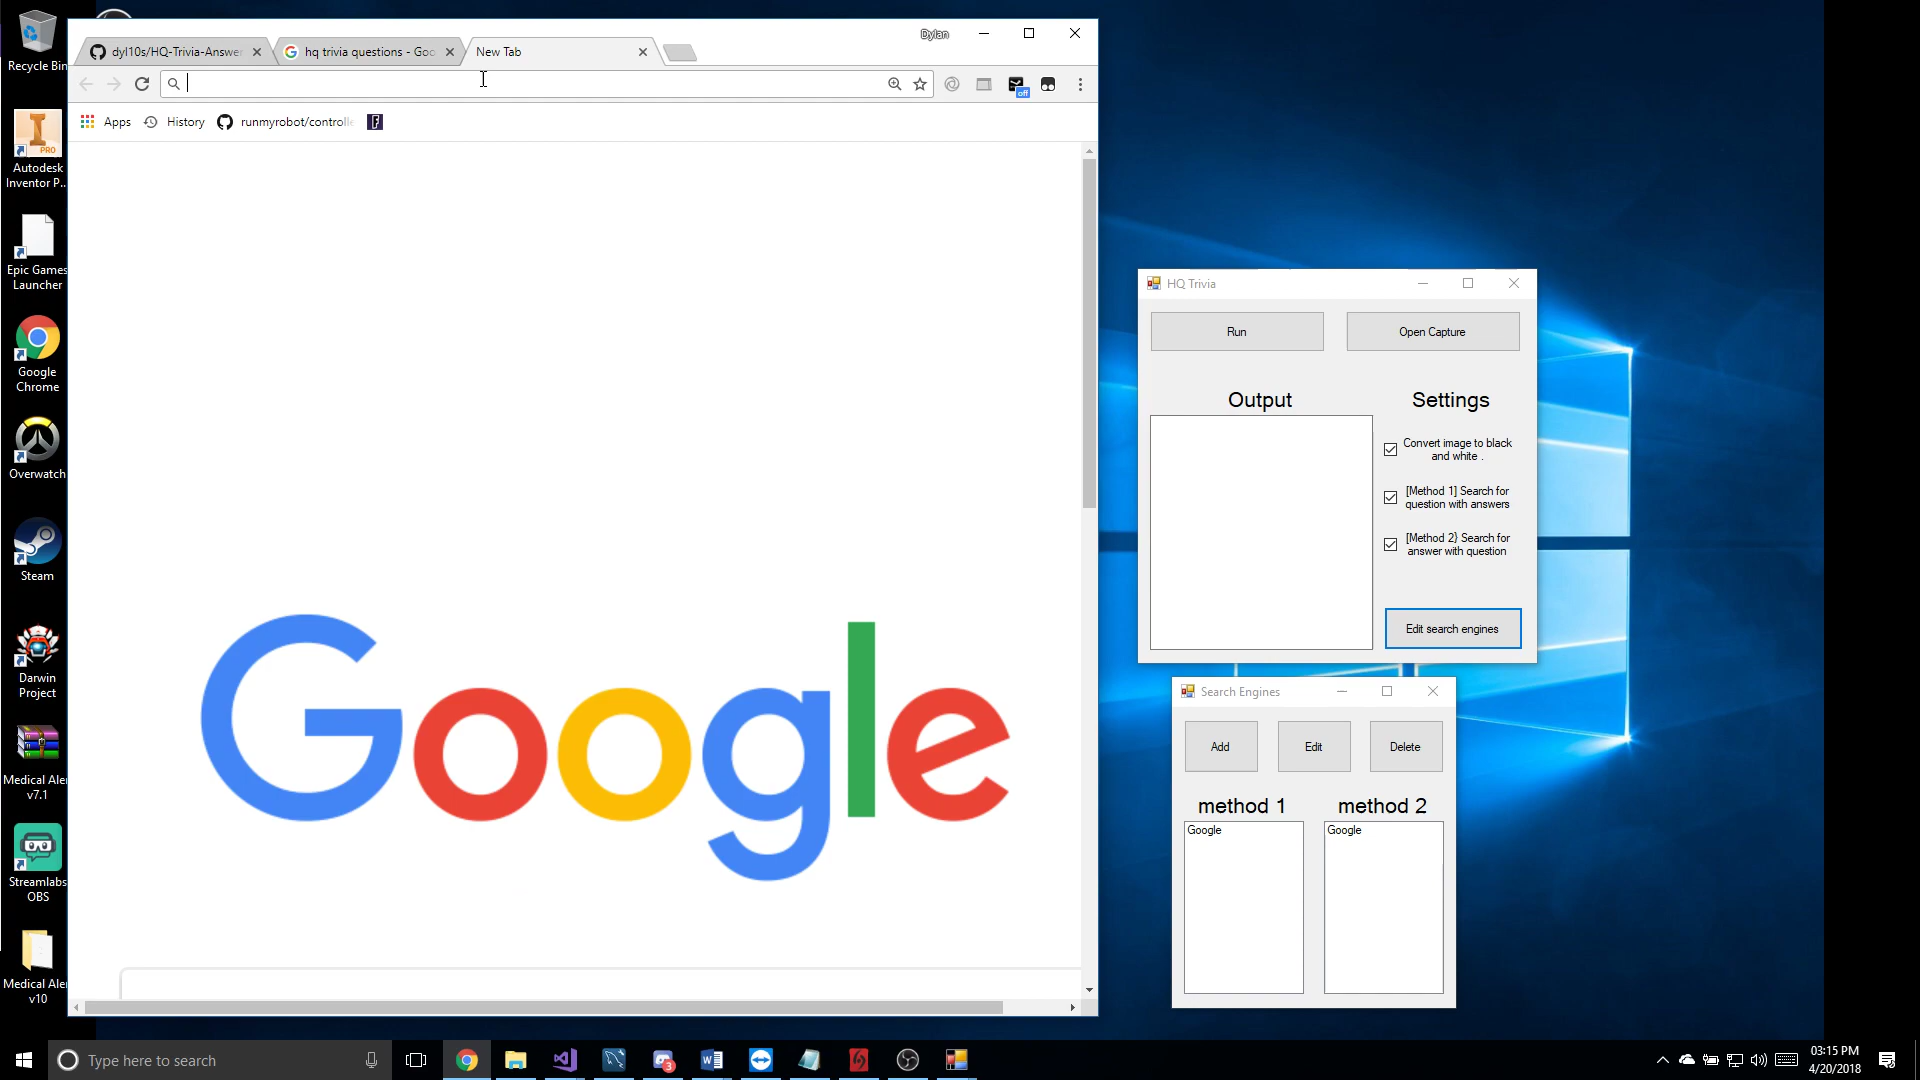 Recycle Bin
Autodesk
Inventor P...
Epic Games
Launcher
Google
Chrome
Overwatch
Steam
Darwin
Project
Medical Aler
v7.1
Streamlabs
OBS
Medical Aler
v10
dyl10s/HQ-Trivia-Answer
hq trivia questions - Goo
New Tab
Dylan
off
Apps
History
runmyrobot/controlle
Google
HQ Trivia
Run
Open Capture
Output
Settings
Convert image to black
and white .
[Method 1] Search for
question with answers
[Method 2} Search for
answer with question
Edit search engines
Search Engines
Add
Edit
Delete
method 1
method 2
Google
Google
Type here to search
3
03:15 PM
4/20/2018